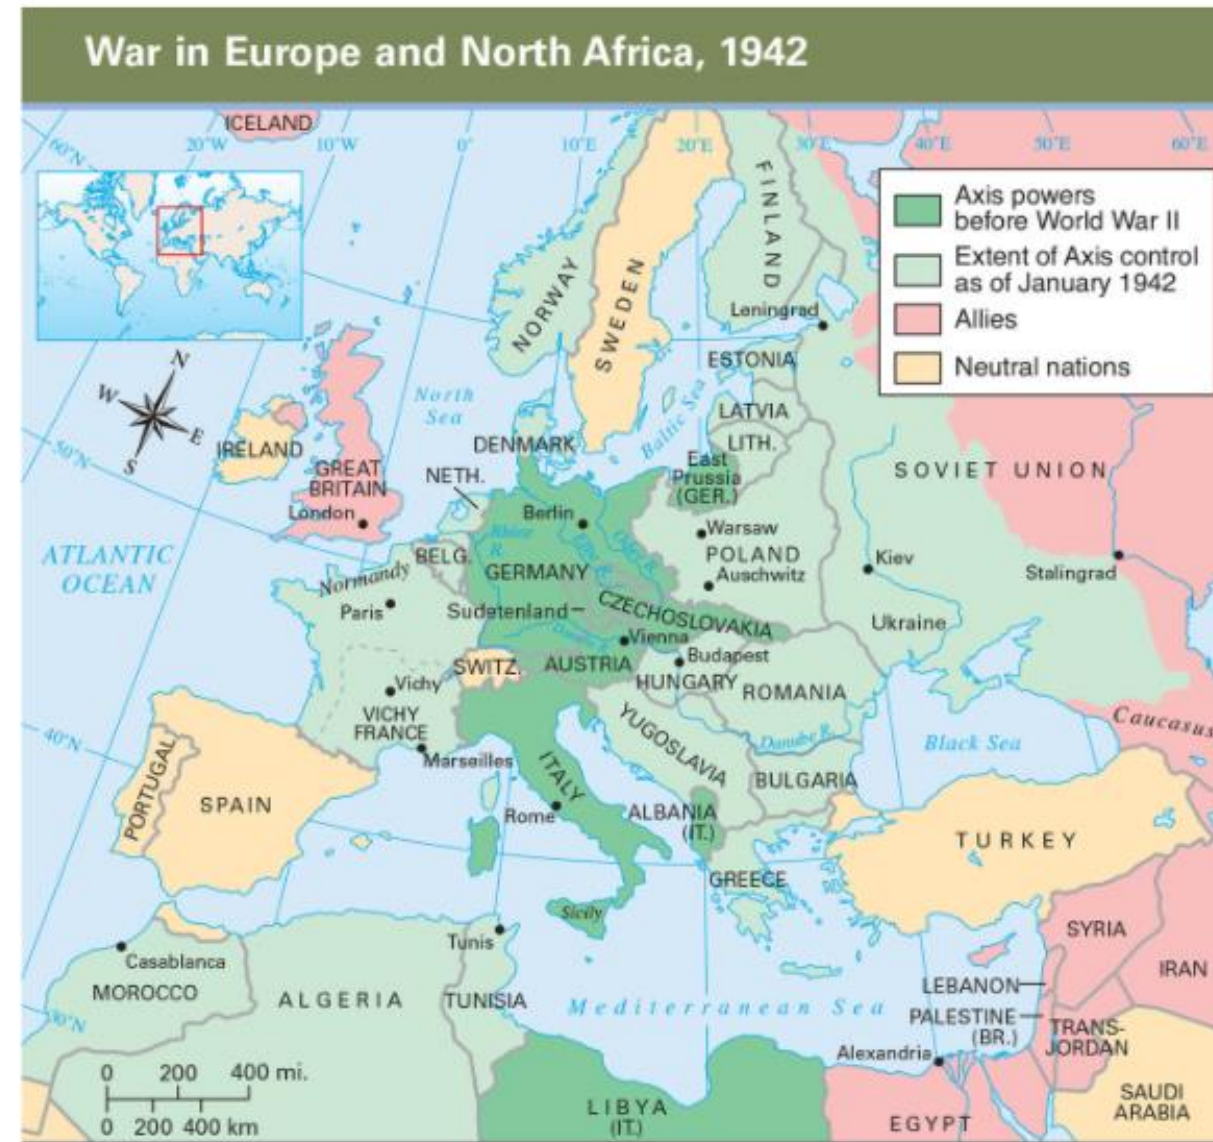 War in Europe and North Africa, 1942
ICELAND
60°N
20°W
10°W
0°
10°E
20°E
30°E
40°E
50°E
60°E
Axis powers
before World War II
Extent of Axis control
as of January 1942
Allies
Neutral nations
N
W
E
S
FINLAND
NORWAY
SWEDEN
Leningrad
ESTONIA
North
Sea
Baltic Sea
LATVIA
LITH.
DENMARK
IRELAND
50°N
GREAT
BRITAIN
London
NETH.
East
Prussia
(GER.)
SOVIET UNION
Berlin
Rhine
R.
Elbe R.
Oder R.
Warsaw
POLAND
Auschwitz
Kiev
Stalingrad
ATLANTIC
OCEAN
BELG.
GERMANY
Normandy
Paris
Sudetenland
CZECHOSLOVAKIA
Ukraine
Vienna
Budapest
SWITZ.
AUSTRIA
HUNGARY
ROMANIA
Vichy
VICHY
FRANCE
Marseilles
YUGOSLAVIA
Danube R.
Black Sea
Caucasus
40°N
PORTUGAL
SPAIN
ITALY
Rome
BULGARIA
ALBANIA
(IT.)
TURKEY
GREECE
Sicily
Tunis
Casablanca
MOROCCO
ALGERIA
TUNISIA
Mediterranean Sea
SYRIA
IRAN
LEBANON
PALESTINE
(BR.)
TRANS-
JORDAN
30°N
Alexandria
0 200 400 mi.
0 200 400 km
LIBYA
(IT.)
EGYPT
SAUDI
ARABIA